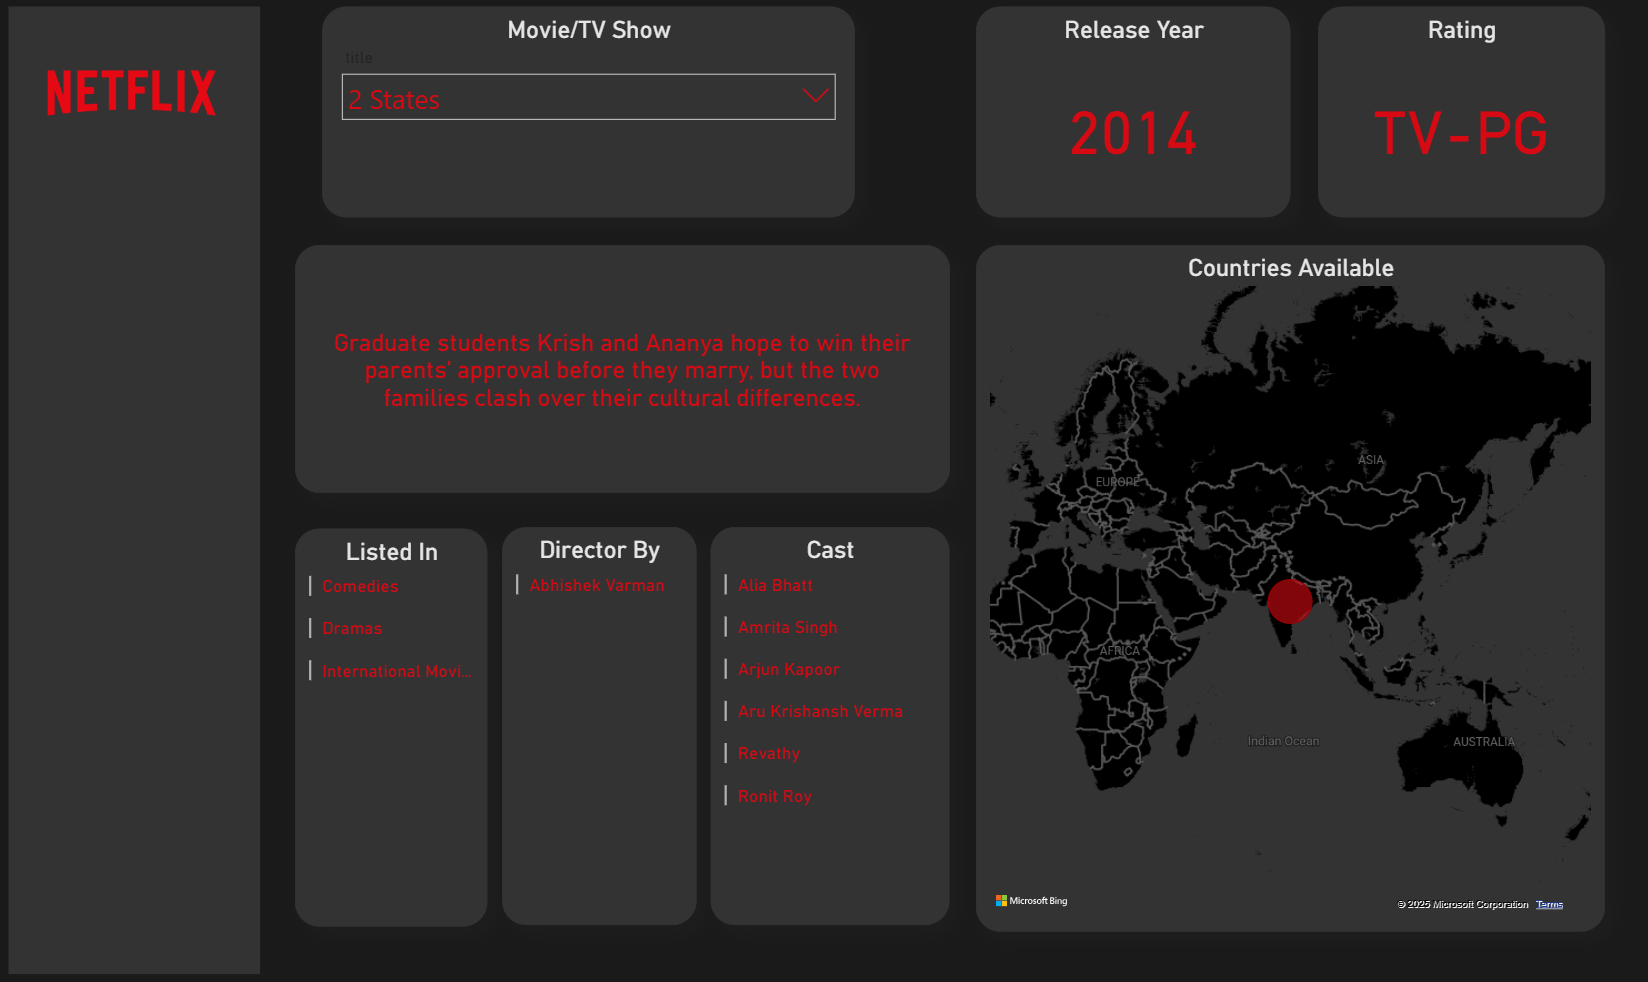 NETFLIX
Movie/TV Show
title
2 States
Release Year
2014
Rating
TV-PG
Graduate students Krish and Ananya hope to win their
parents' approval before they marry, but the two
families clash over their cultural differences.
Listed In
Comedies
Dramas
International Movi...
Director By
Abhishek Varman
Cast
Alia Bhatt
Amrita Singh
Arjun Kapoor
Aru Krishansh Verma
Revathy
Ronit Roy
Countries Available
ASIA
EUROPE
AFRICA
Indian Ocean
AUSTRALIA
Microsoft Bing
© 2025 Microsoft Corporation Terms